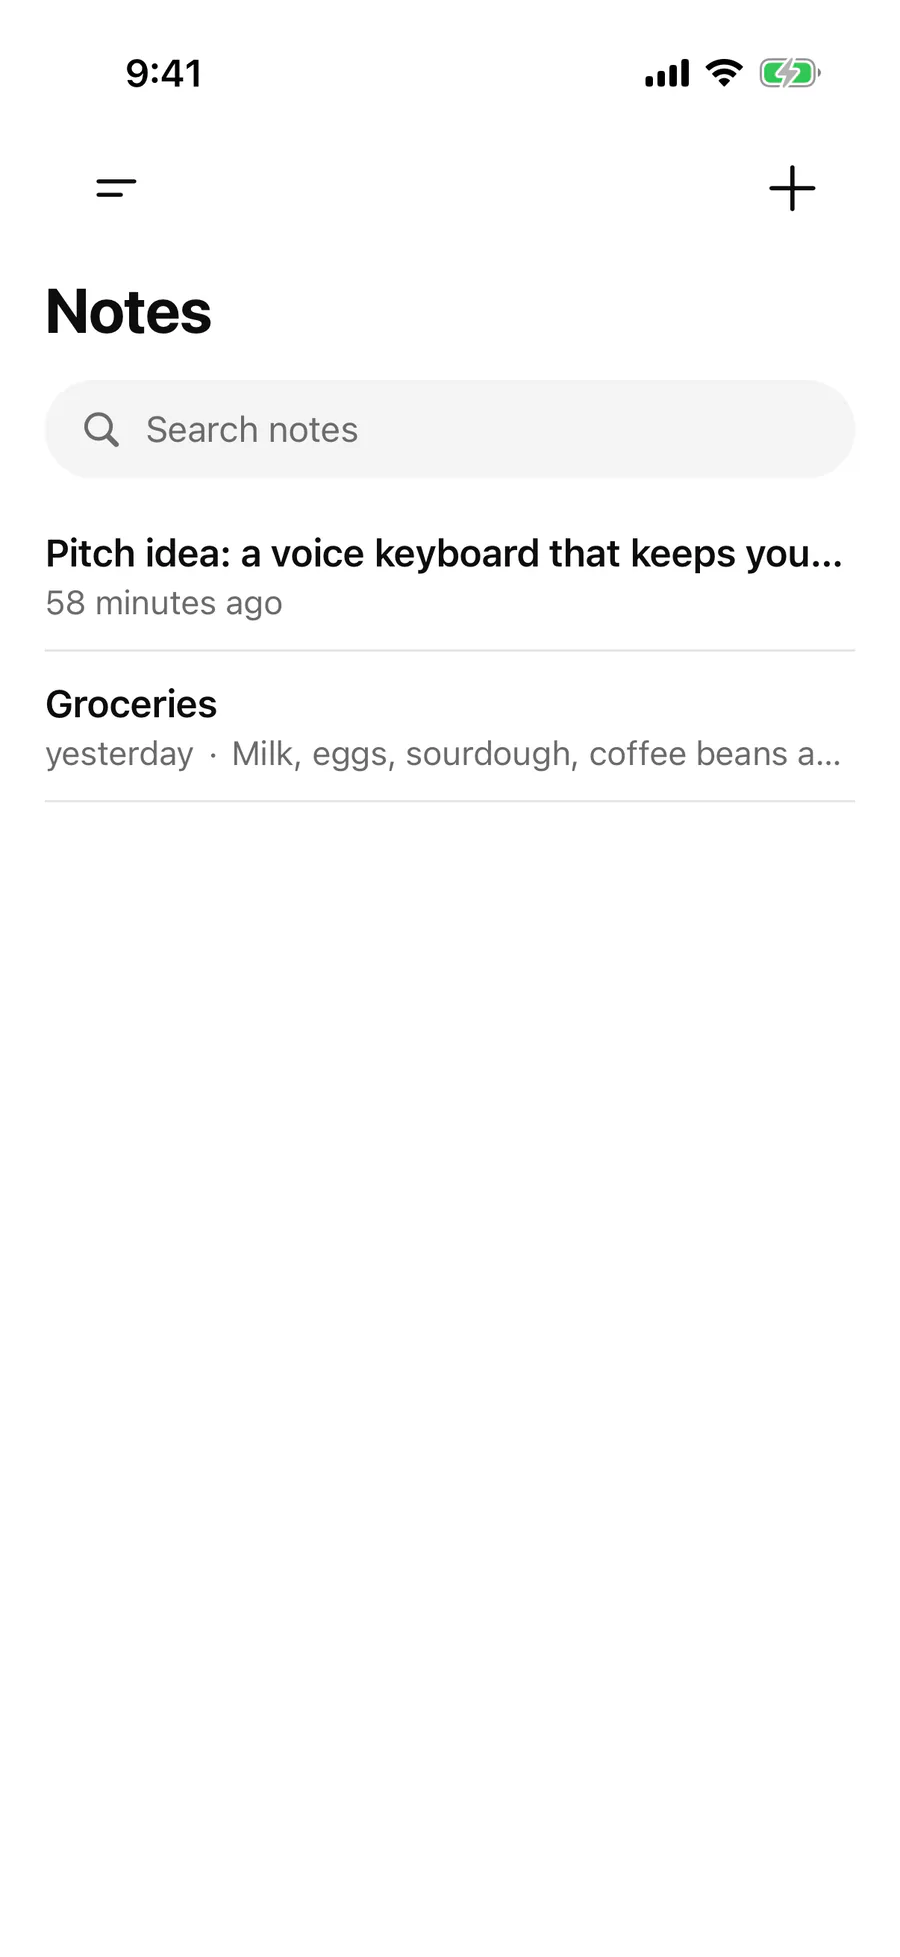 9:41
Notes
Search notes
Pitch idea: a voice keyboard that keeps you...
58 minutes ago
Groceries
yesterday · Milk, eggs, sourdough, coffee beans a...